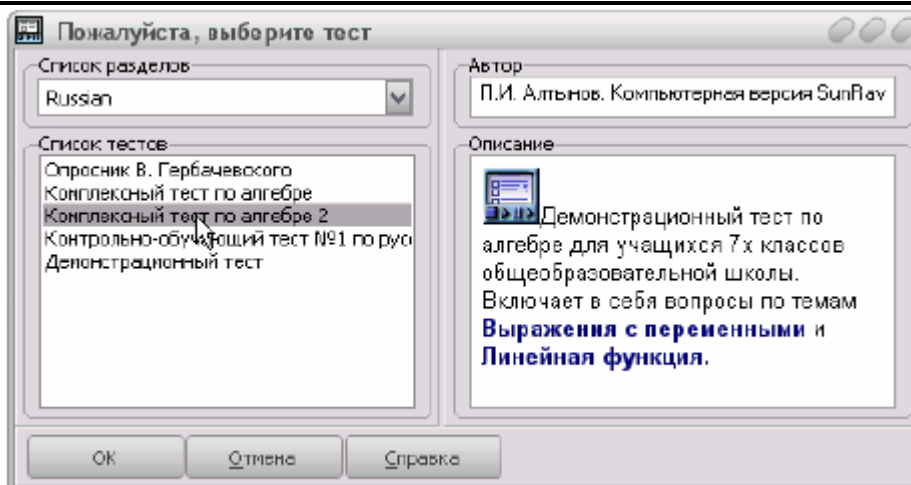 Пожалуйста, выберите тест
Список разделов
Russian
Список тестов
Опросник В. Гербачевского
Комплексный тест по алгебре
Комплексный тест по алгебре 2
Контрольно-обучающий тест №1 по рус
Демонстрационный тест
Автор
П.И. Алтынов. Компьютерная версия SunRav
Описание
Демонстрационный тест по
алгебре для учащихся 7х классов
общеобразовательной школы.
Включает в себя вопросы по темам
Выражения с переменными и
Линейная функция.
OK
Отмена
Справка